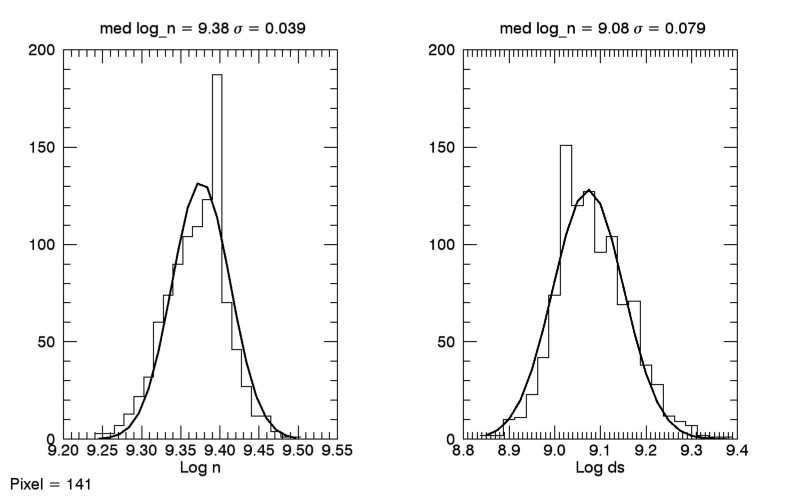 med log_n = 9.38 σ = 0.039
med log_n = 9.08 σ = 0.079
200
150
100
50
0
9.20 9.25 9.30 9.35 9.40 9.45 9.50 9.55
Log n
200
150
100
50
0
8.8 8.9 9.0 9.1 9.2 9.3 9.4
Log ds
Pixel = 141